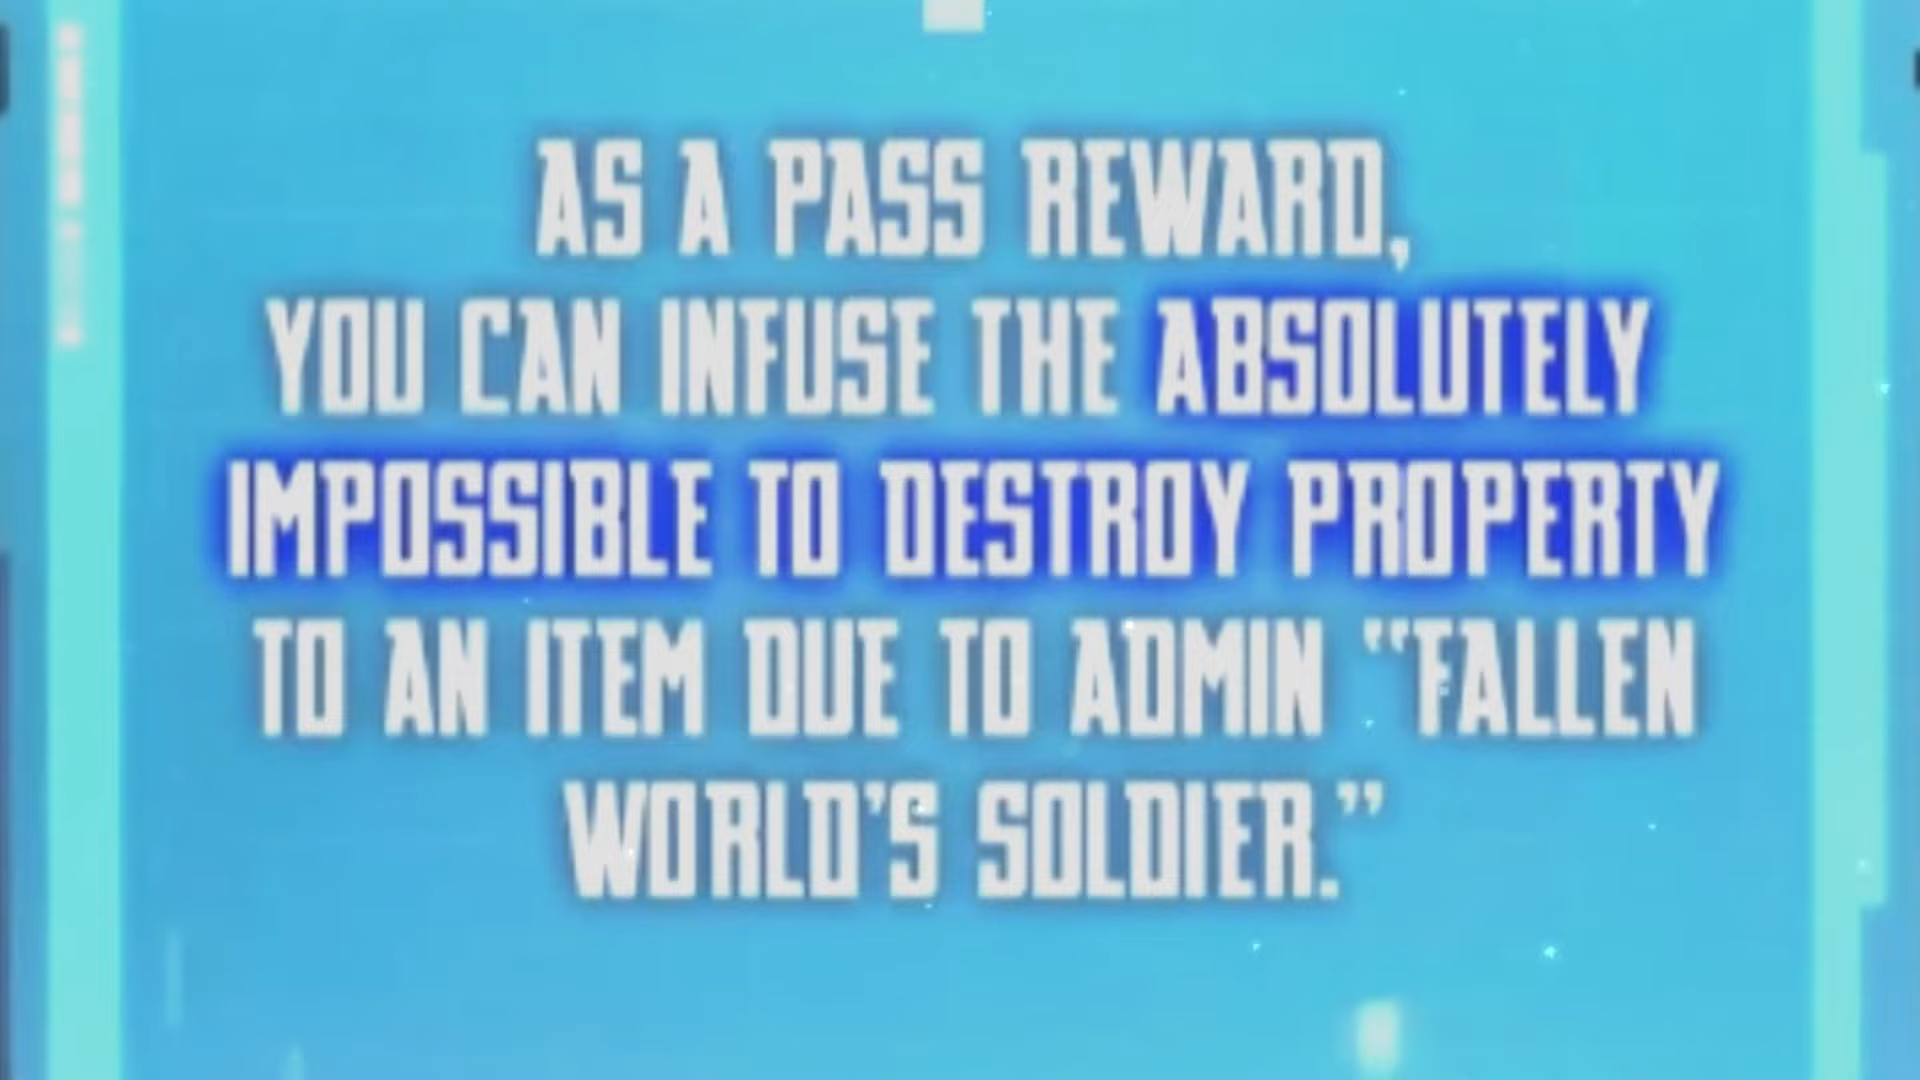 AS A PASS REWARD,
YOU CAN INFUSE THE ABSOLUTELY
IMPOSSIBLE TO DESTROY PROPERTY
TO AN ITEM DUE TO ADMIN “FALLEN
WORLD’S SOLDIER.”